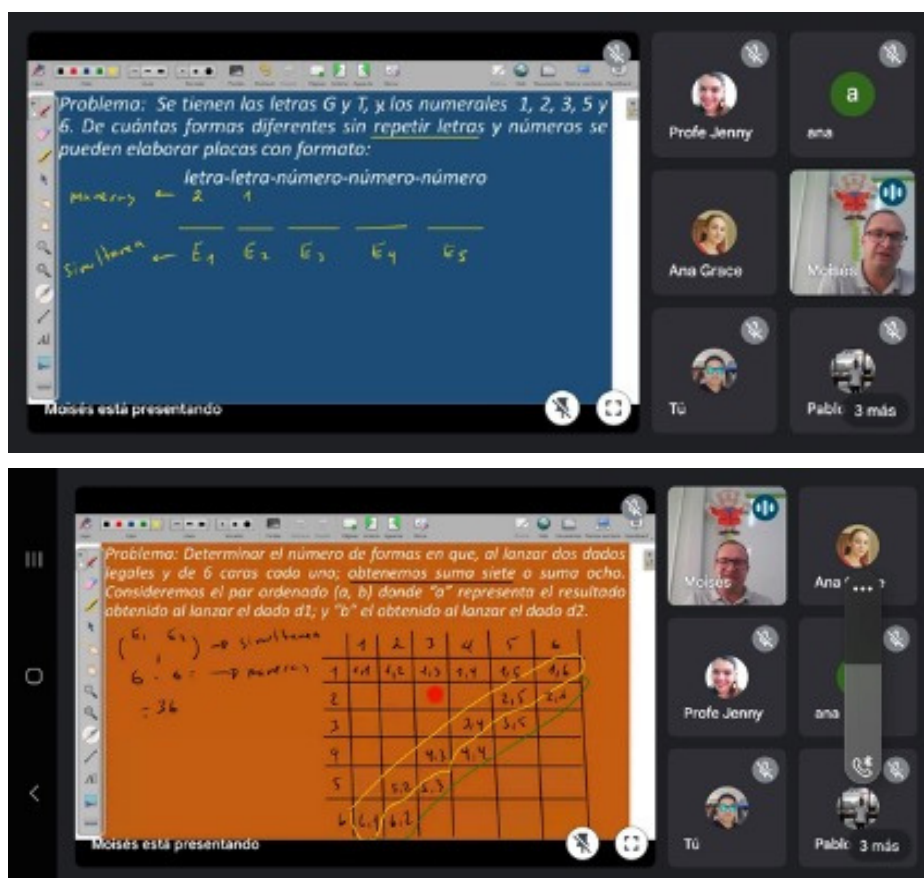 Problema: Se tienen las letras G y T, y los numerales 1, 2, 3, 5 y
6. De cuántas formas diferentes sin repetir letras y números se
pueden elaborar placas con formato:
letra-letra-número-número-número
maneras ← 2 1
Simultanea ← E1 E2 E3 E4 E5
Moisés está presentando
Profe Jenny
a
ana
Ana Grace
Moisés
Tú
Pablo
3 más
Problema: Determinar el número de formas en que, al lanzar dos dados
legales y de 6 caras cada uno; obtenemos suma siete o suma ocho.
Consideremos el par ordenado (a, b) donde "a" representa el resultado
obtenido al lanzar el dado d1; y "b" el obtenido al lanzar el dado d2.
(E1, E2) → simultanea
6 · 6 = → maneras
= 36
1 2 3 4 5 6
1 1,1 1,2 1,3 1,4 1,5 1,6
2 2,5 2,6
3 3,4 3,5
4 4,3 4,4
5 5,2 5,3
6 6,1 6,2
Moisés está presentando
Moisés
Ana
Profe Jenny
ana
Tú
Pablo
3 más